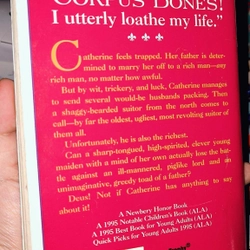 CORPUS BONES!
I utterly loathe my life."
Catherine feels trapped. Her father is deter-
mined to marry her off to a rich man—any
rich man, no matter how awful.
But by wit, trickery, and luck, Catherine manages
to send several would-be husbands packing. Then
a shaggy-bearded suitor from the north comes to
call—by far the oldest, ugliest, most revolting suitor of
them all.
Unfortunately, he is also the richest.
Can a sharp-tongued, high-spirited, clever young
maiden with a mind of her own actually lose the bat-
tle against an ill-mannered, piglike lord and an
unimaginative, greedy toad of a father?
Deus! Not if Catherine has anything to say
about it!
A Newbery Honor Book
A 1995 Notable Children's Book (ALA)
A 1995 Best Book for Young Adults (ALA)
Quick Picks for Young Adults 1995 (ALA)